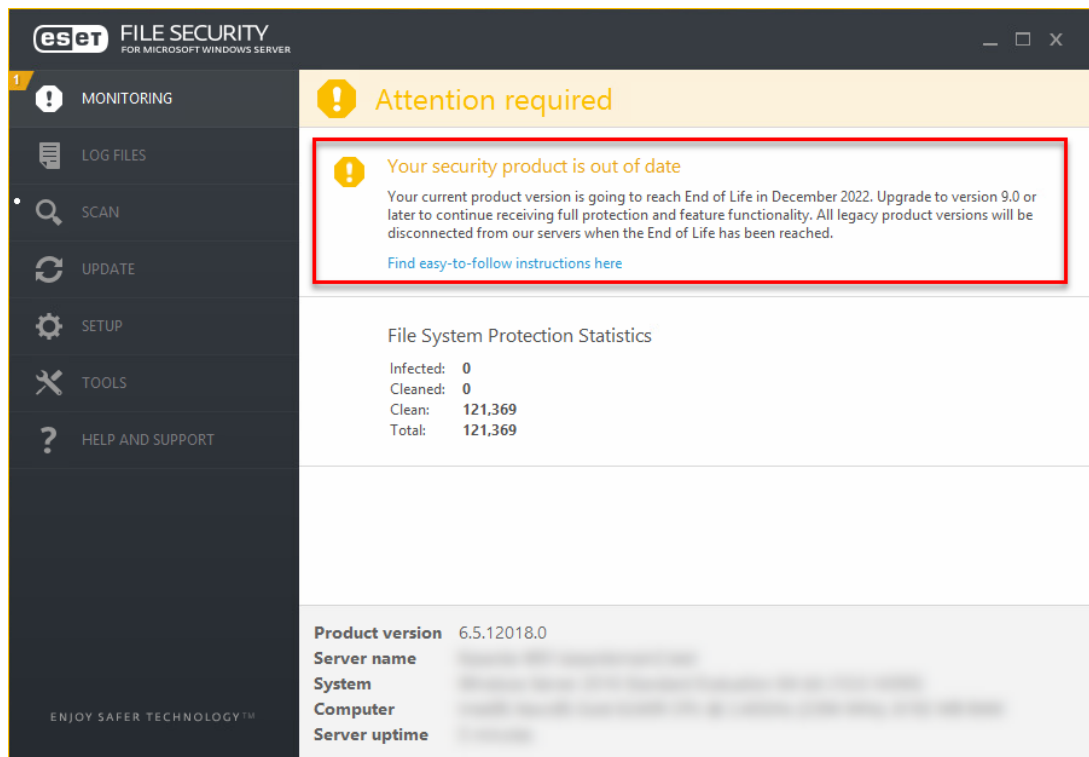 eseT FILE SECURITY
FOR MICROSOFT WINDOWS SERVER
1
MONITORING
LOG FILES
SCAN
UPDATE
SETUP
TOOLS
HELP AND SUPPORT
ENJOY SAFER TECHNOLOGY™
Attention required
Your security product is out of date
Your current product version is going to reach End of Life in December 2022. Upgrade to version 9.0 or
later to continue receiving full protection and feature functionality. All legacy product versions will be
disconnected from our servers when the End of Life has been reached.
Find easy-to-follow instructions here
File System Protection Statistics
Infected: 0
Cleaned: 0
Clean: 121,369
Total: 121,369
Product version 6.5.12018.0
Server name
System
Computer
Server uptime